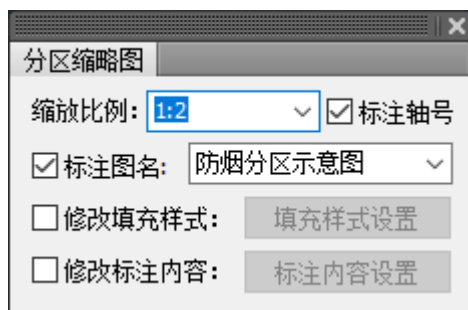 分区缩略图
缩放比例: 1:2 标注轴号
标注图名: 防烟分区示意图
修改填充样式: 填充样式设置
修改标注内容: 标注内容设置